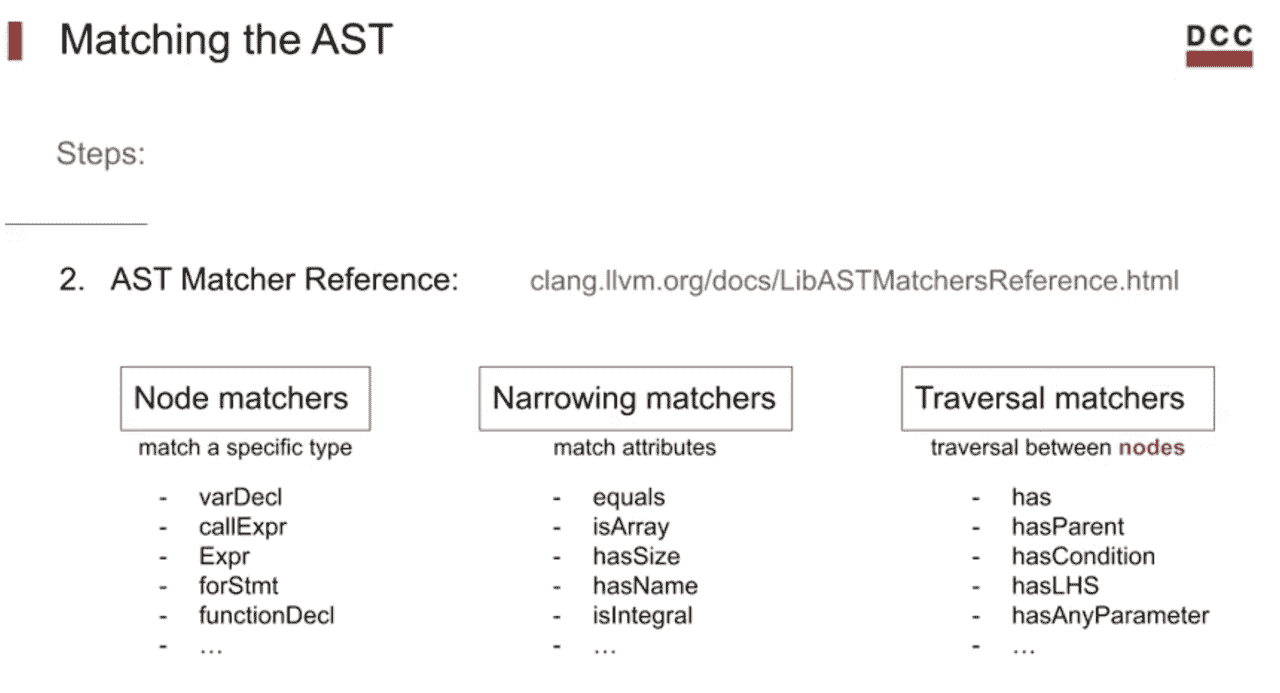 Matching the AST
DCC
Steps:
2. AST Matcher Reference: clang.llvm.org/docs/LibASTMatchersReference.html
Node matchers
match a specific type
- varDecl
- callExpr
- Expr
- forStmt
- functionDecl
- ...
Narrowing matchers
match attributes
- equals
- isArray
- hasSize
- hasName
- isIntegral
- ...
Traversal matchers
traversal between nodes
- has
- hasParent
- hasCondition
- hasLHS
- hasAnyParameter
- ...